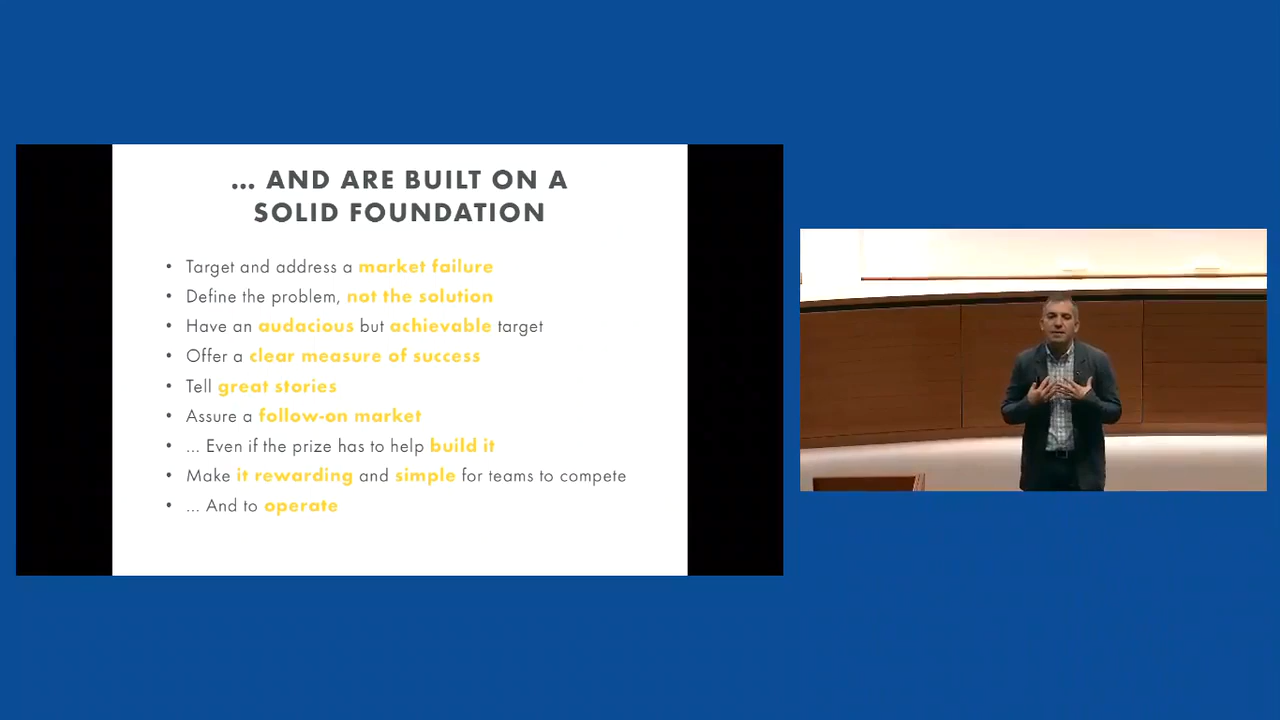 ... AND ARE BUILT ON A
SOLID FOUNDATION
• Target and address a market failure
• Define the problem, not the solution
• Have an audacious but achievable target
• Offer a clear measure of success
• Tell great stories
• Assure a follow-on market
• ... Even if the prize has to help build it
• Make it rewarding and simple for teams to compete
• ... And to operate